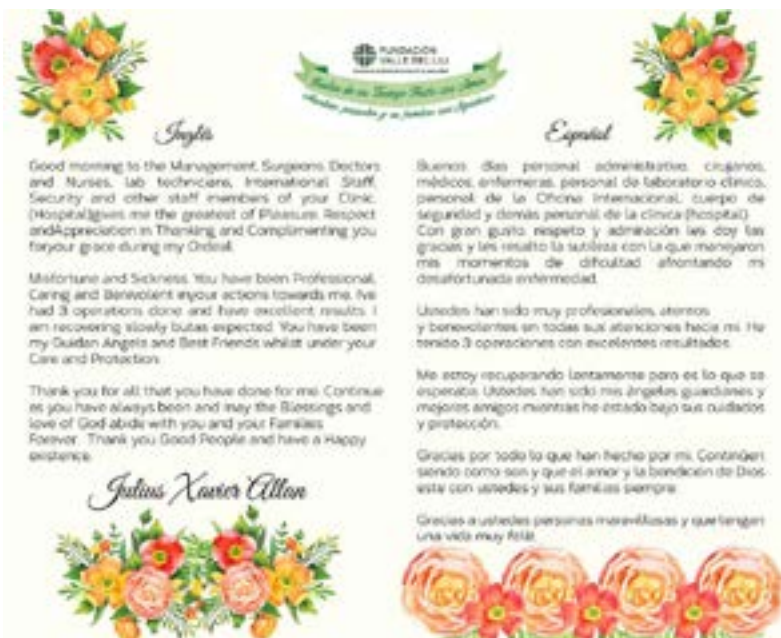 FUNDACIÓN
VALLE DEL LILI
Inglés
Good morning to the Management, Surgeons, Doctors
and Nurses, lab technicians, International Staff,
Security and other staff members of your Clinic.
(Hospital)gives me the greatest of Pleasure, Respect
andAppreciation in Thanking and Complimenting you
foryour grace during my Ordeal.
Misfortune and Sickness. You have been Professional,
Caring and Benevolent inyour actions towards me. Ive
had 3 operations done and have excellent results. I
am recovering slowly butas expected. You have been
my Guidan Angels and Best Friends whilst under your
Care and Protection.
Thank you for all that you have done for me. Continue
as you have always been and may the Blessings and
love of God abide with you and your Families
Forever. Thank you Good People and have a Happy
existence.
Julius Xavier Allan
Español
Buenos días personal administrativo, cirujanos,
médicos, enfermeras, personal de laboratorio clínico,
personal de la Oficina Internacional, cuerpo de
seguridad y demás personal de la clínica (hospital)
Con gran gusto, respeto y admiración les doy las
gracias y les resalto la sutileza con la que manejaron
mis momentos de dificultad afrontando mi
desafortunada enfermedad.
Ustedes han sido muy profesionales, atentos
y benevolentes en todas sus atenciones hacia mi. He
tenido 3 operaciones con excelentes resultados.
Me estoy recuperando lentamente pero es lo que se
esperaba. Ustedes han sido mis ángeles guardianes y
mejores amigos mientras he estado bajo sus cuidados
y protección.
Gracias por todo lo que han hecho por mi. Continúen
siendo como son y que el amor y la bendición de Dios
este con ustedes y sus familias siempre.
Gracias a ustedes personas maravillosas y que tengan
una vida muy feliz.